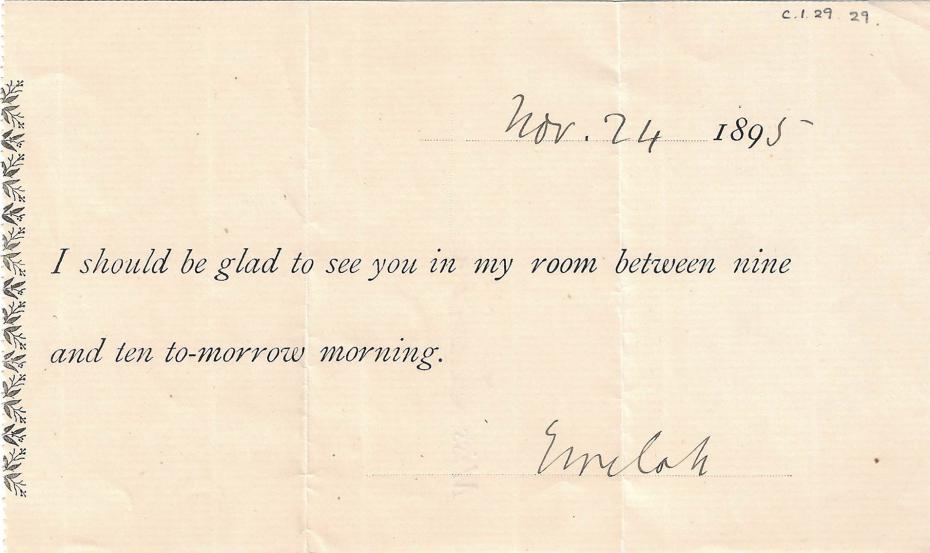 C.1.29 29.
Nov. 24 1895
I should be glad to see you in my room between nine
and ten to-morrow morning.